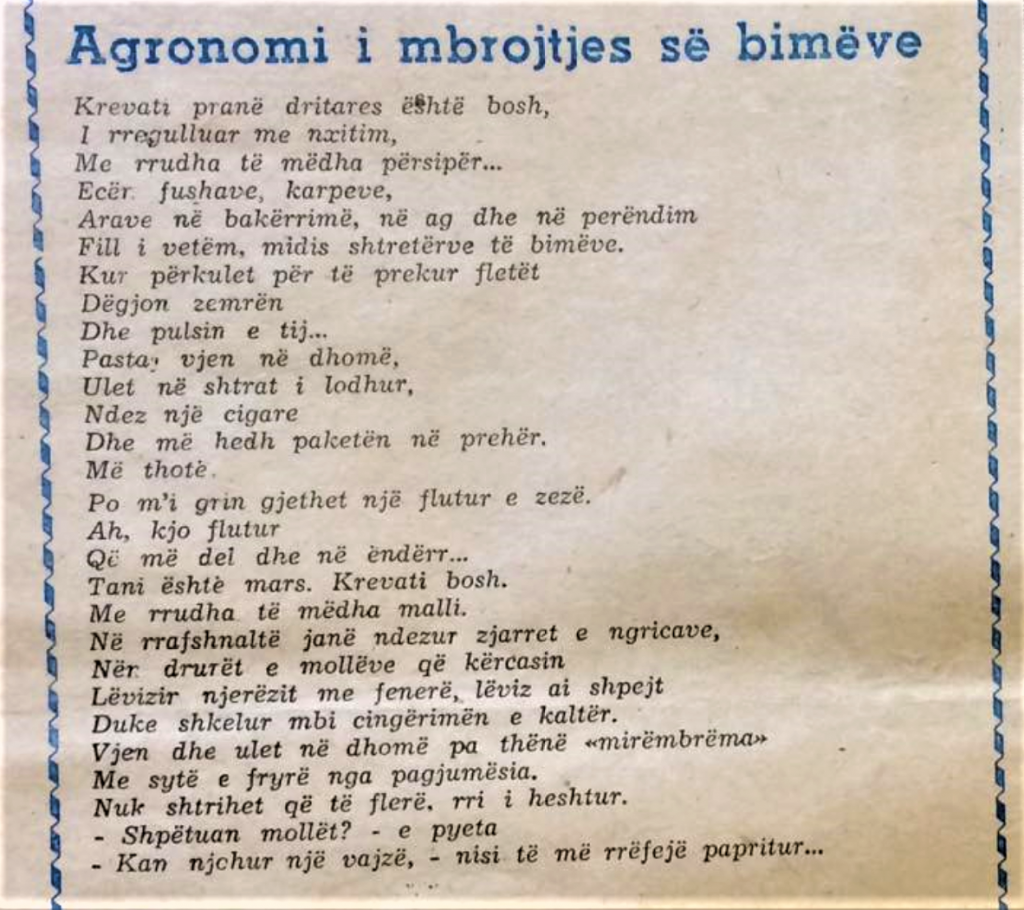 Agronomi i mbrojtjes së bimëve
Krevati pranë dritares është bosh,
I rregulluar me nxitim,
Me rrudha të mëdha përsipër...
Ecën fushave, karpeve,
Arave në bakërrimë, në ag dhe në perëndim
Fill i vetëm, midis shtretërve të bimëve.
Kur përkulet për të prekur fletët
Dëgjon zemrën
Dhe pulsin e tij...
Pastaj vjen në dhomë,
Ulet në shtrat i lodhur,
Ndez një cigare
Dhe më hedh paketën në prehër.
Më thotë.
Po m'i grin gjethet një flutur e zezë.
Ah, kjo flutur
Që më del dhe në ëndërr...
Tani është mars. Krevati bosh.
Me rrudha të mëdha malli.
Në rrafshnaltë janë ndezur zjarret e ngricave,
Nën drurët e mollëve që kërcasin
Lëvizin njerëzit me fenerë, lëviz ai shpejt
Duke shkelur mbi cingërimën e kaltër.
Vjen dhe ulet në dhomë pa thënë «mirëmbrëma»
Me sytë e fryrë nga pagjumësia.
Nuk shtrihet që të flerë, rri i heshtur.
- Shpëtuan mollët? - e pyeta
- Kan njohur një vajzë, - nisi të më rrëfejë papritur...